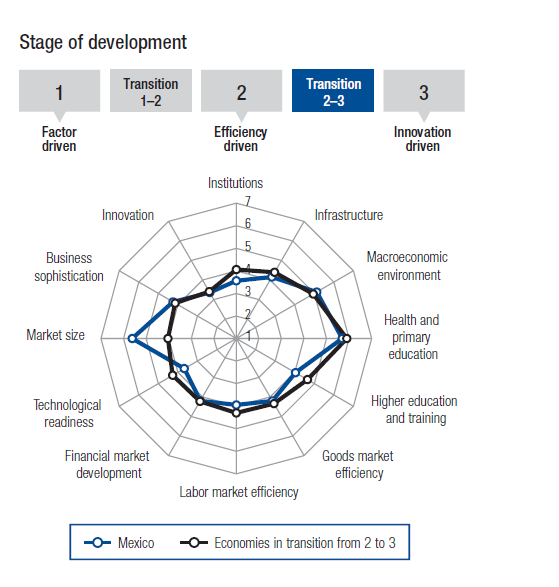 Stage of development
1
Transition
1–2
2
Transition
2–3
3
Factor
driven
Efficiency
driven
Innovation
driven
Institutions
7
Innovation
Infrastructure
6
5
Business
sophistication
Macroeconomic
environment
4
3
2
Market size
1
Health and
primary
education
Technological
readiness
Higher education
and training
Financial market
development
Goods market
efficiency
Labor market efficiency
Mexico
Economies in transition from 2 to 3